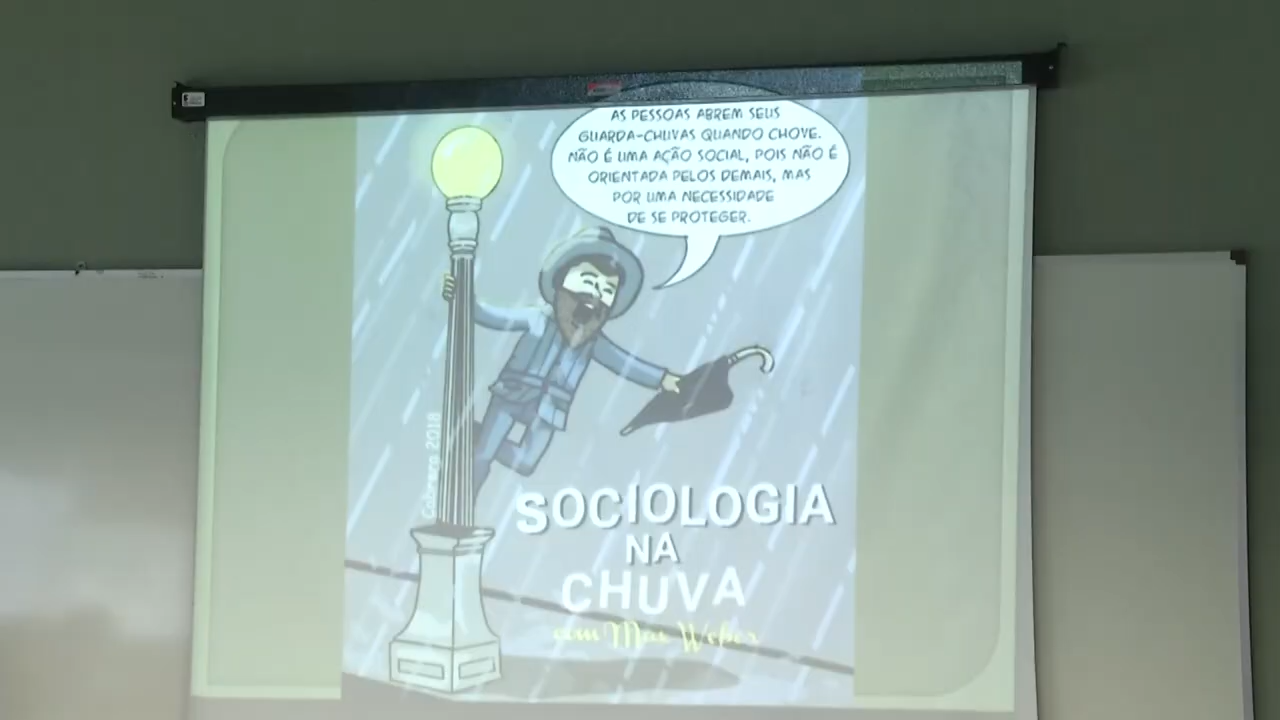 AS PESSOAS ABREM SEUS
GUARDA-CHUVAS QUANDO CHOVE.
NÃO É UMA AÇÃO SOCIAL, POIS NÃO É
ORIENTADA PELOS DEMAIS, MAS
POR UMA NECESSIDADE
DE SE PROTEGER.
2018
SOCIOLOGIA
NA
CHUVA
com Max Weber